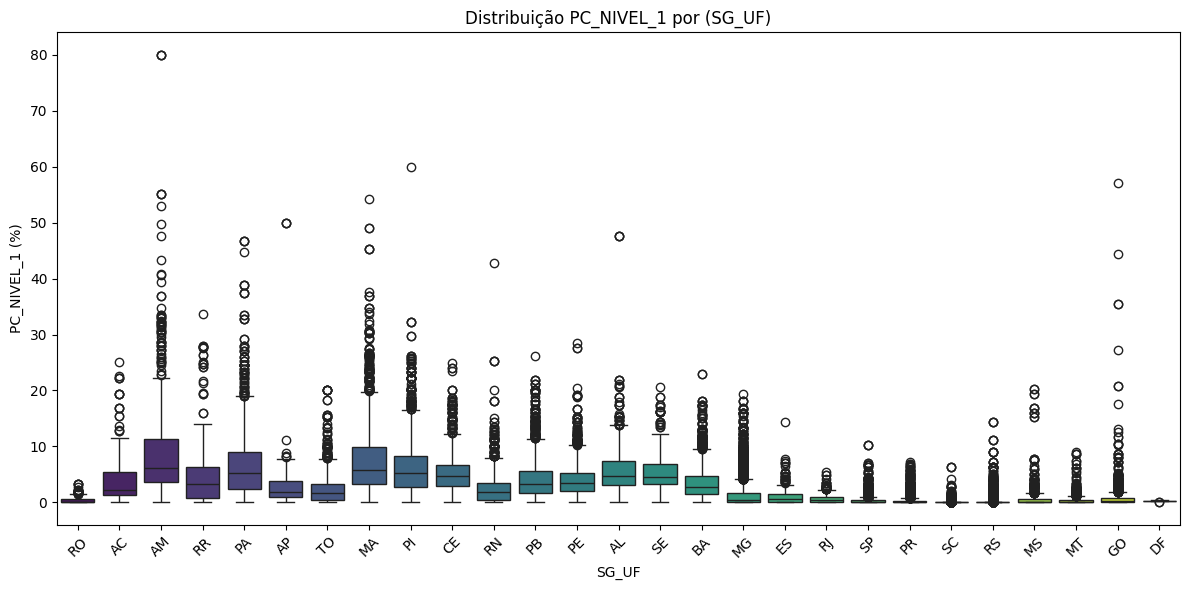 Distribuição PC_NIVEL_1 por (SG_UF)
PC_NIVEL_1 (%)
80
70
60
50
40
30
20
10
0
RO AC AM RR PA AP TO MA PI CE RN PB PE AL SE BA MG ES RJ SP PR SC RS MS MT GO DF
SG_UF